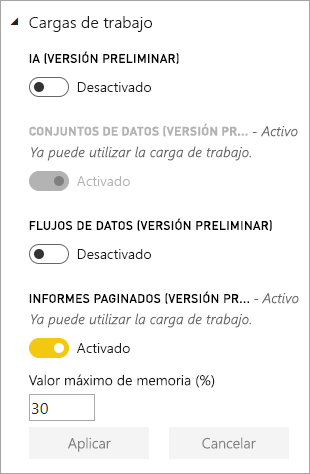 Cargas de trabajo
IA (VERSIÓN PRELIMINAR)
Desactivado
CONJUNTOS DE DATOS (VERSIÓN PR... - Activo
Ya puede utilizar la carga de trabajo.
Activado
FLUJOS DE DATOS (VERSIÓN PRELIMINAR)
Desactivado
INFORMES PAGINADOS (VERSIÓN PR... - Activo
Ya puede utilizar la carga de trabajo.
Activado
Valor máximo de memoria (%)
30
Aplicar Cancelar